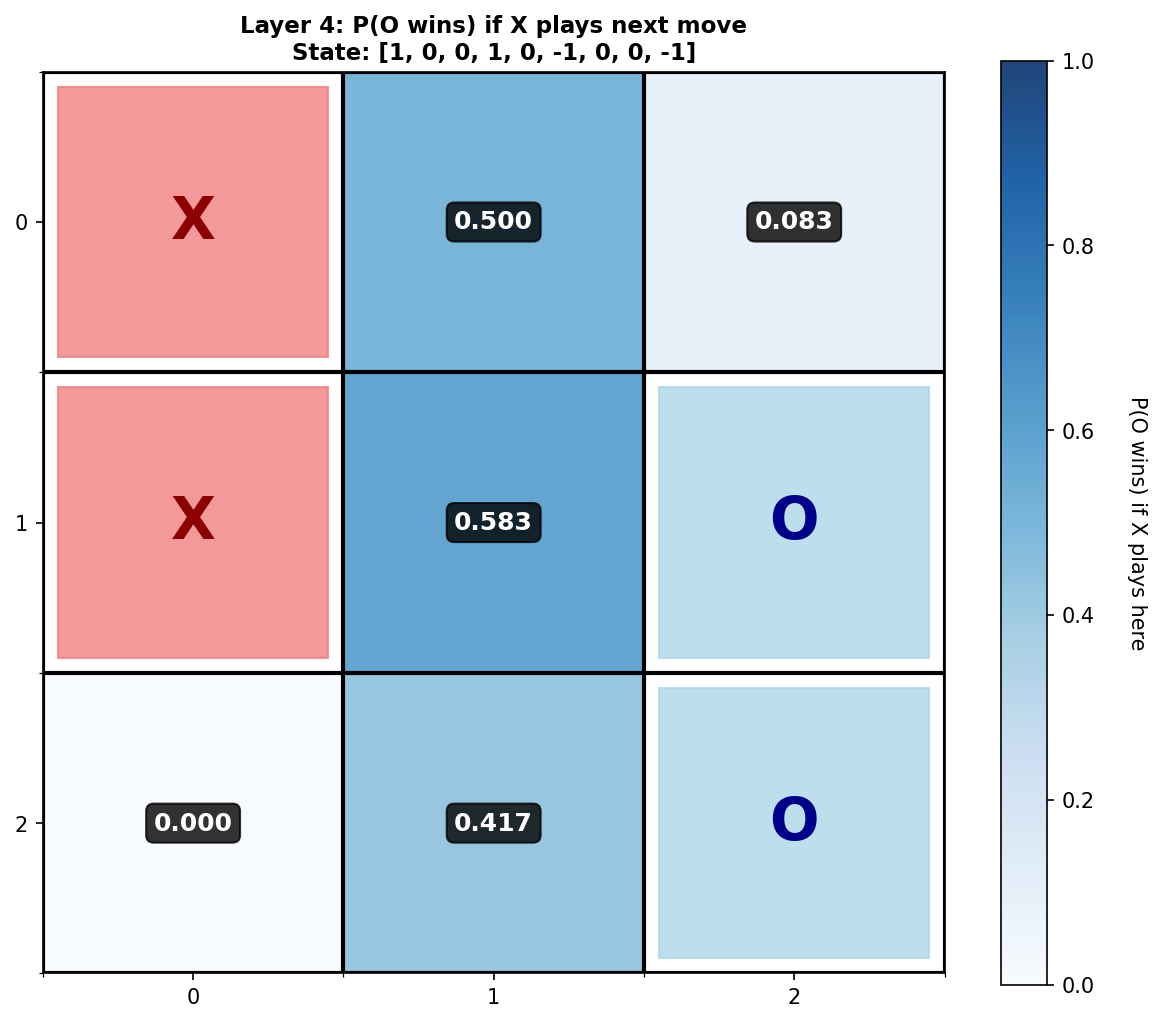 Layer 4: P(O wins) if X plays next move
State: [1, 0, 0, 1, 0, -1, 0, 0, -1]
0
X
0.500
0.083
1
X
0.583
O
2
0.000
0.417
O
0
1
2
1.0
0.8
0.6
0.4
0.2
0.0
P(O wins) if X plays here